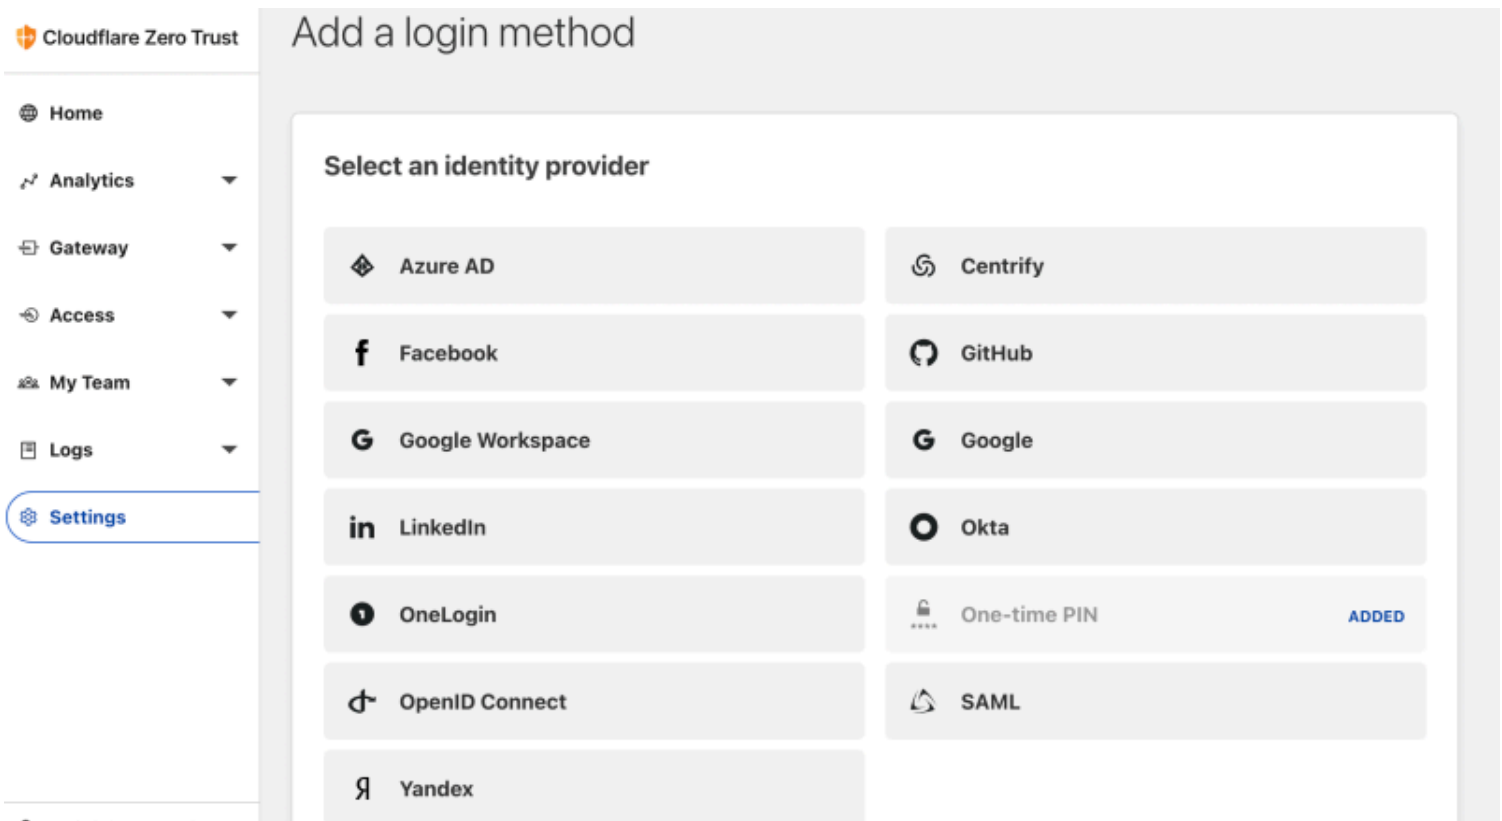 Cloudflare Zero Trust
Home
Analytics
Gateway
Access
My Team
Logs
Settings
Add a login method
Select an identity provider
Azure AD
Centrify
Facebook
GitHub
Google Workspace
Google
LinkedIn
Okta
OneLogin
One-time PIN ADDED
OpenID Connect
SAML
Yandex